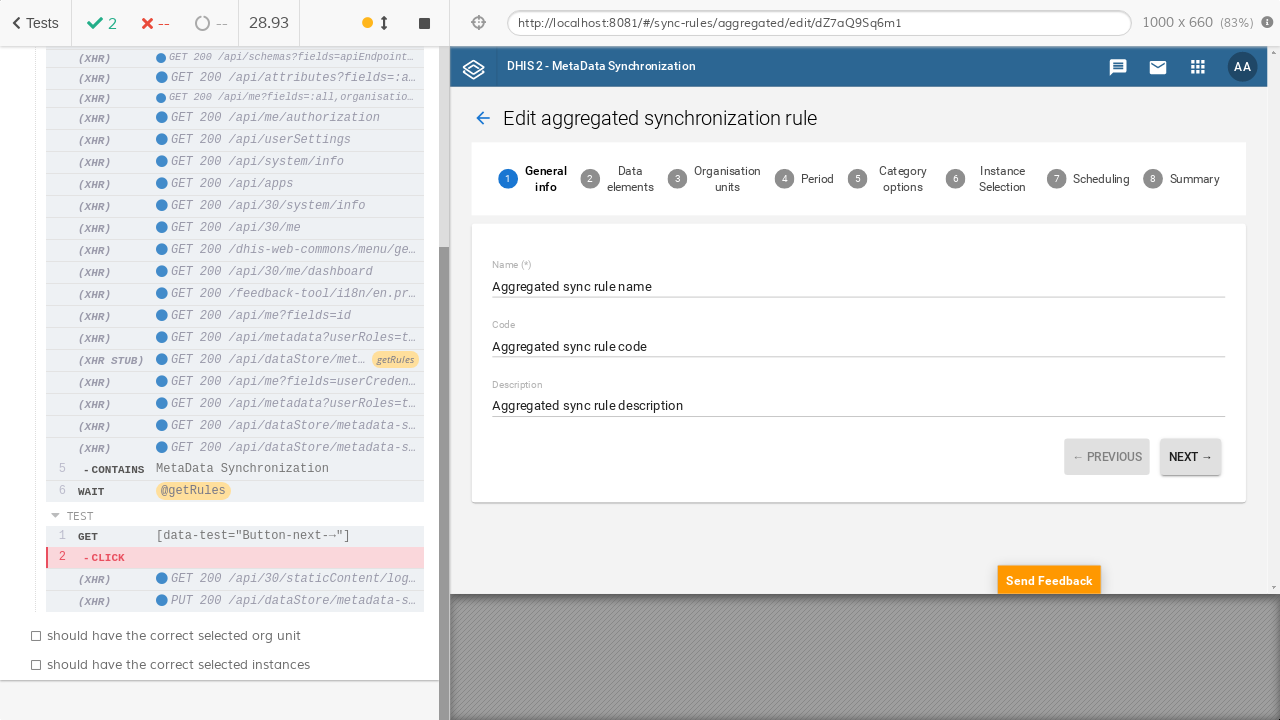 Tests
2
--
--
28.93
http://localhost:8081/#/sync-rules/aggregated/edit/dZ7aQ9Sq6m1
1000 x 660 (83%)
(XHR) GET 200 /api/schemas?fields=apiEndpoint…
(XHR) GET 200 /api/attributes?fields=:a…
(XHR) GET 200 /api/me?fields=:all,organisatio…
(XHR) GET 200 /api/me/authorization
(XHR) GET 200 /api/userSettings
(XHR) GET 200 /api/system/info
(XHR) GET 200 /api/apps
(XHR) GET 200 /api/30/system/info
(XHR) GET 200 /api/30/me
(XHR) GET 200 /dhis-web-commons/menu/ge…
(XHR) GET 200 /api/30/me/dashboard
(XHR) GET 200 /feedback-tool/i18n/en.pr…
(XHR) GET 200 /api/me?fields=id
(XHR) GET 200 /api/metadata?userRoles=t…
(XHR STUB) GET 200 /api/dataStore/met… getRules
(XHR) GET 200 /api/me?fields=userCreden…
(XHR) GET 200 /api/metadata?userRoles=t…
(XHR) GET 200 /api/dataStore/metadata-s…
(XHR) GET 200 /api/dataStore/metadata-s…
5 -CONTAINS MetaData Synchronization
6 WAIT @getRules
TEST
1 GET [data-test="Button-next-→"]
2 -CLICK
(XHR) GET 200 /api/30/staticContent/log…
(XHR) PUT 200 /api/dataStore/metadata-s…
should have the correct selected org unit
should have the correct selected instances
DHIS 2 - MetaData Synchronization
AA
Edit aggregated synchronization rule
1 General info
2 Data elements
3 Organisation units
4 Period
5 Category options
6 Instance Selection
7 Scheduling
8 Summary
Name (*)
Aggregated sync rule name
Code
Aggregated sync rule code
Description
Aggregated sync rule description
← PREVIOUS
NEXT →
Send Feedback